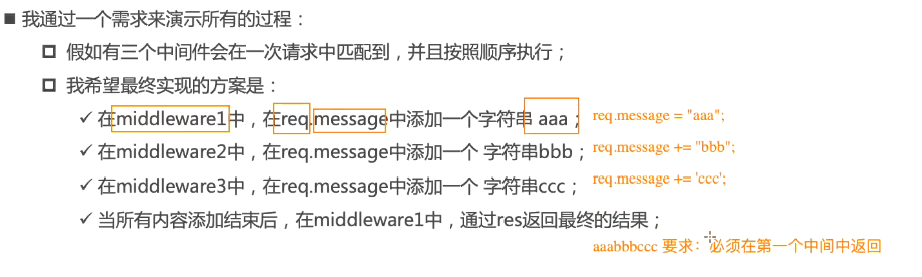 ■ 我通过一个需求来演示所有的过程：
假如有三个中间件会在一次请求中匹配到，并且按照顺序执行；
我希望最终实现的方案是：
✓ 在middleware1中，在req.message中添加一个字符串 aaa； req.message = "aaa";
✓ 在middleware2中，在req.message中添加一个 字符串bbb； req.message += "bbb";
✓ 在middleware3中，在req.message中添加一个 字符串ccc； req.message += 'ccc';
✓ 当所有内容添加结束后，在middleware1中，通过res返回最终的结果；
aaabbbccc 要求：必须在第一个中间中返回